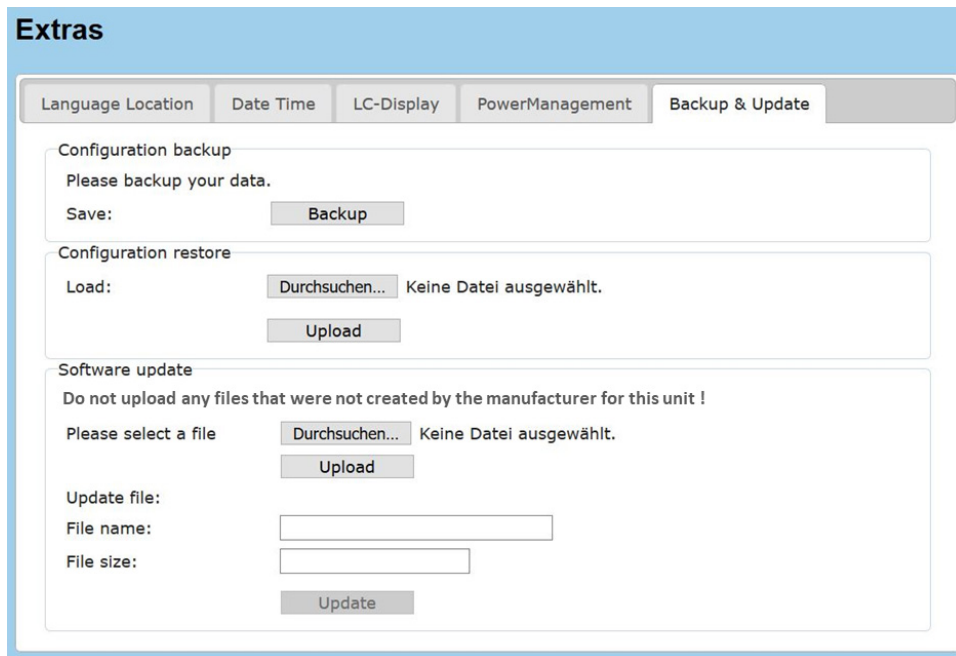 Extras
Language Location Date Time LC-Display PowerManagement Backup & Update
Configuration backup
Please backup your data.
Save: Backup
Configuration restore
Load: Durchsuchen... Keine Datei ausgewählt.
Upload
Software update
Do not upload any files that were not created by the manufacturer for this unit !
Please select a file Durchsuchen... Keine Datei ausgewählt.
Upload
Update file:
File name:
File size:
Update